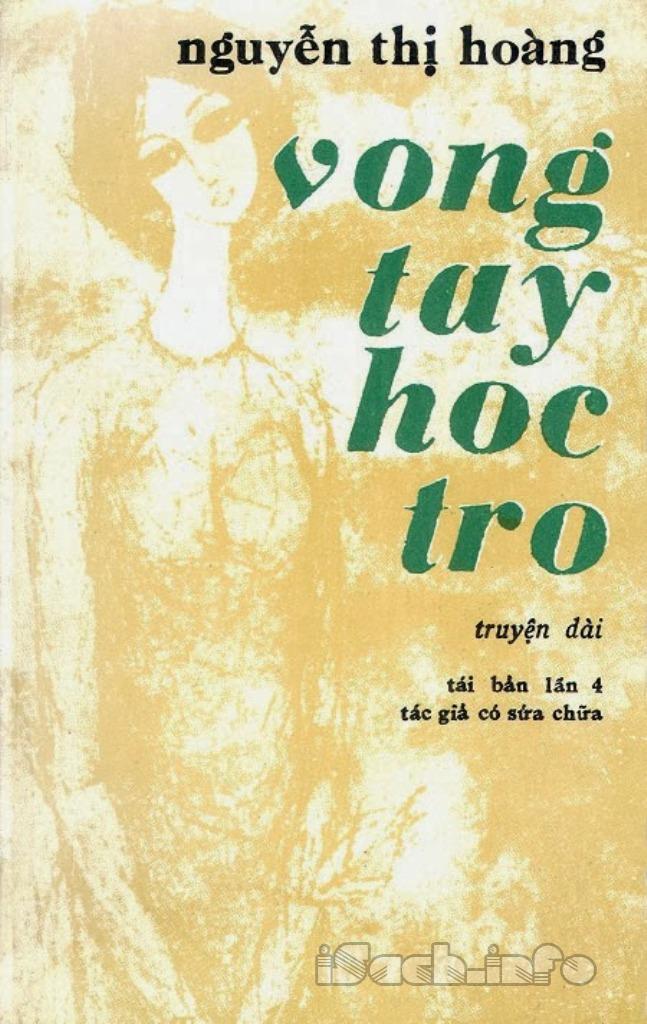 nguyễn thị hoàng
vong
tay
hoc
tro
truyện dài
tái bản lần 4
tác giả có sửa chữa
iSach.info